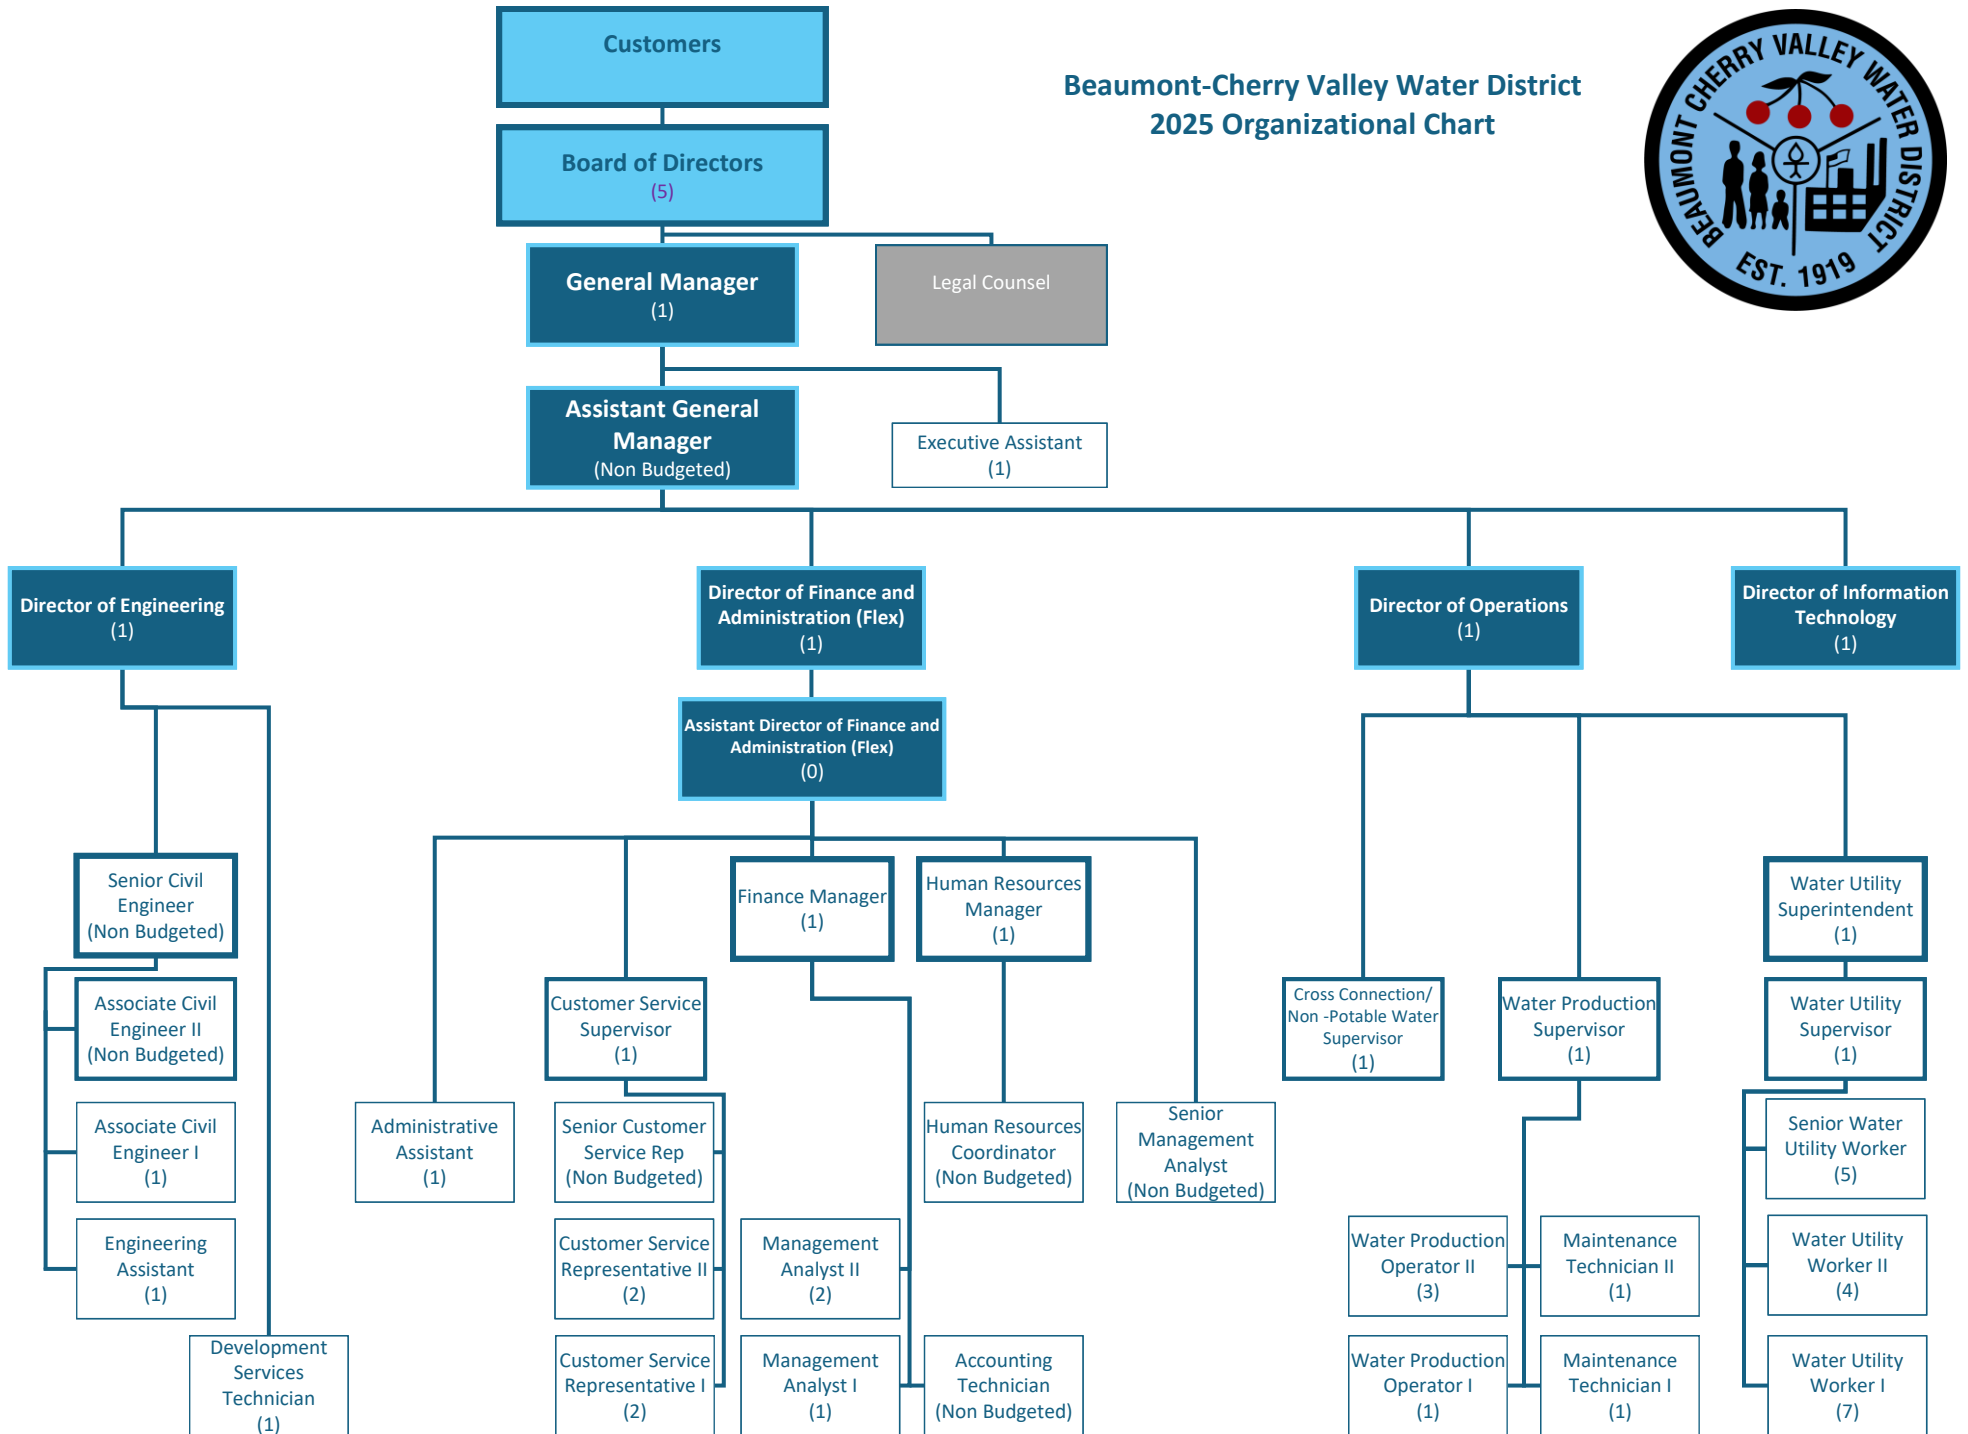 Customers
Beaumont-Cherry Valley Water District
2025 Organizational Chart
BEAUMONT CHERRY VALLEY WATER DISTRICT
EST. 1919
Board of Directors
(5)
General Manager
(1)
Legal Counsel
Assistant General
Manager
(Non Budgeted)
Executive Assistant
(1)
Director of Engineering
(1)
Director of Finance and
Administration (Flex)
(1)
Director of Operations
(1)
Director of Information
Technology
(1)
Assistant Director of Finance and
Administration (Flex)
(0)
Senior Civil
Engineer
(Non Budgeted)
Finance Manager
(1)
Human Resources
Manager
(1)
Water Utility
Superintendent
(1)
Associate Civil
Engineer II
(Non Budgeted)
Customer Service
Supervisor
(1)
Cross Connection/
Non -Potable Water
Supervisor
(1)
Water Production
Supervisor
(1)
Water Utility
Supervisor
(1)
Associate Civil
Engineer I
(1)
Administrative
Assistant
(1)
Senior Customer
Service Rep
(Non Budgeted)
Human Resources
Coordinator
(Non Budgeted)
Senior
Management
Analyst
(Non Budgeted)
Senior Water
Utility Worker
(5)
Engineering
Assistant
(1)
Customer Service
Representative II
(2)
Management
Analyst II
(2)
Water Production
Operator II
(3)
Maintenance
Technician II
(1)
Water Utility
Worker II
(4)
Development
Services
Technician
(1)
Customer Service
Representative I
(2)
Management
Analyst I
(1)
Accounting
Technician
(Non Budgeted)
Water Production
Operator I
(1)
Maintenance
Technician I
(1)
Water Utility
Worker I
(7)